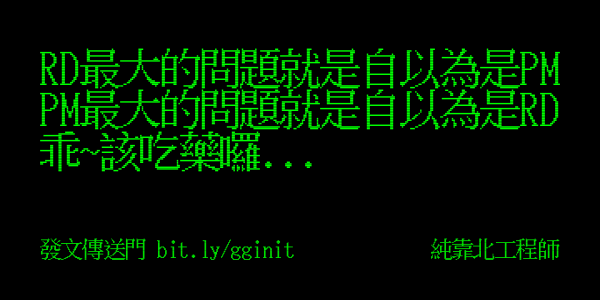 RD最大的問題就是自以為是PM
PM最大的問題就是自以為是RD
乖~該吃藥囉...
發文傳送門 bit.ly/gginit
純靠北工程師